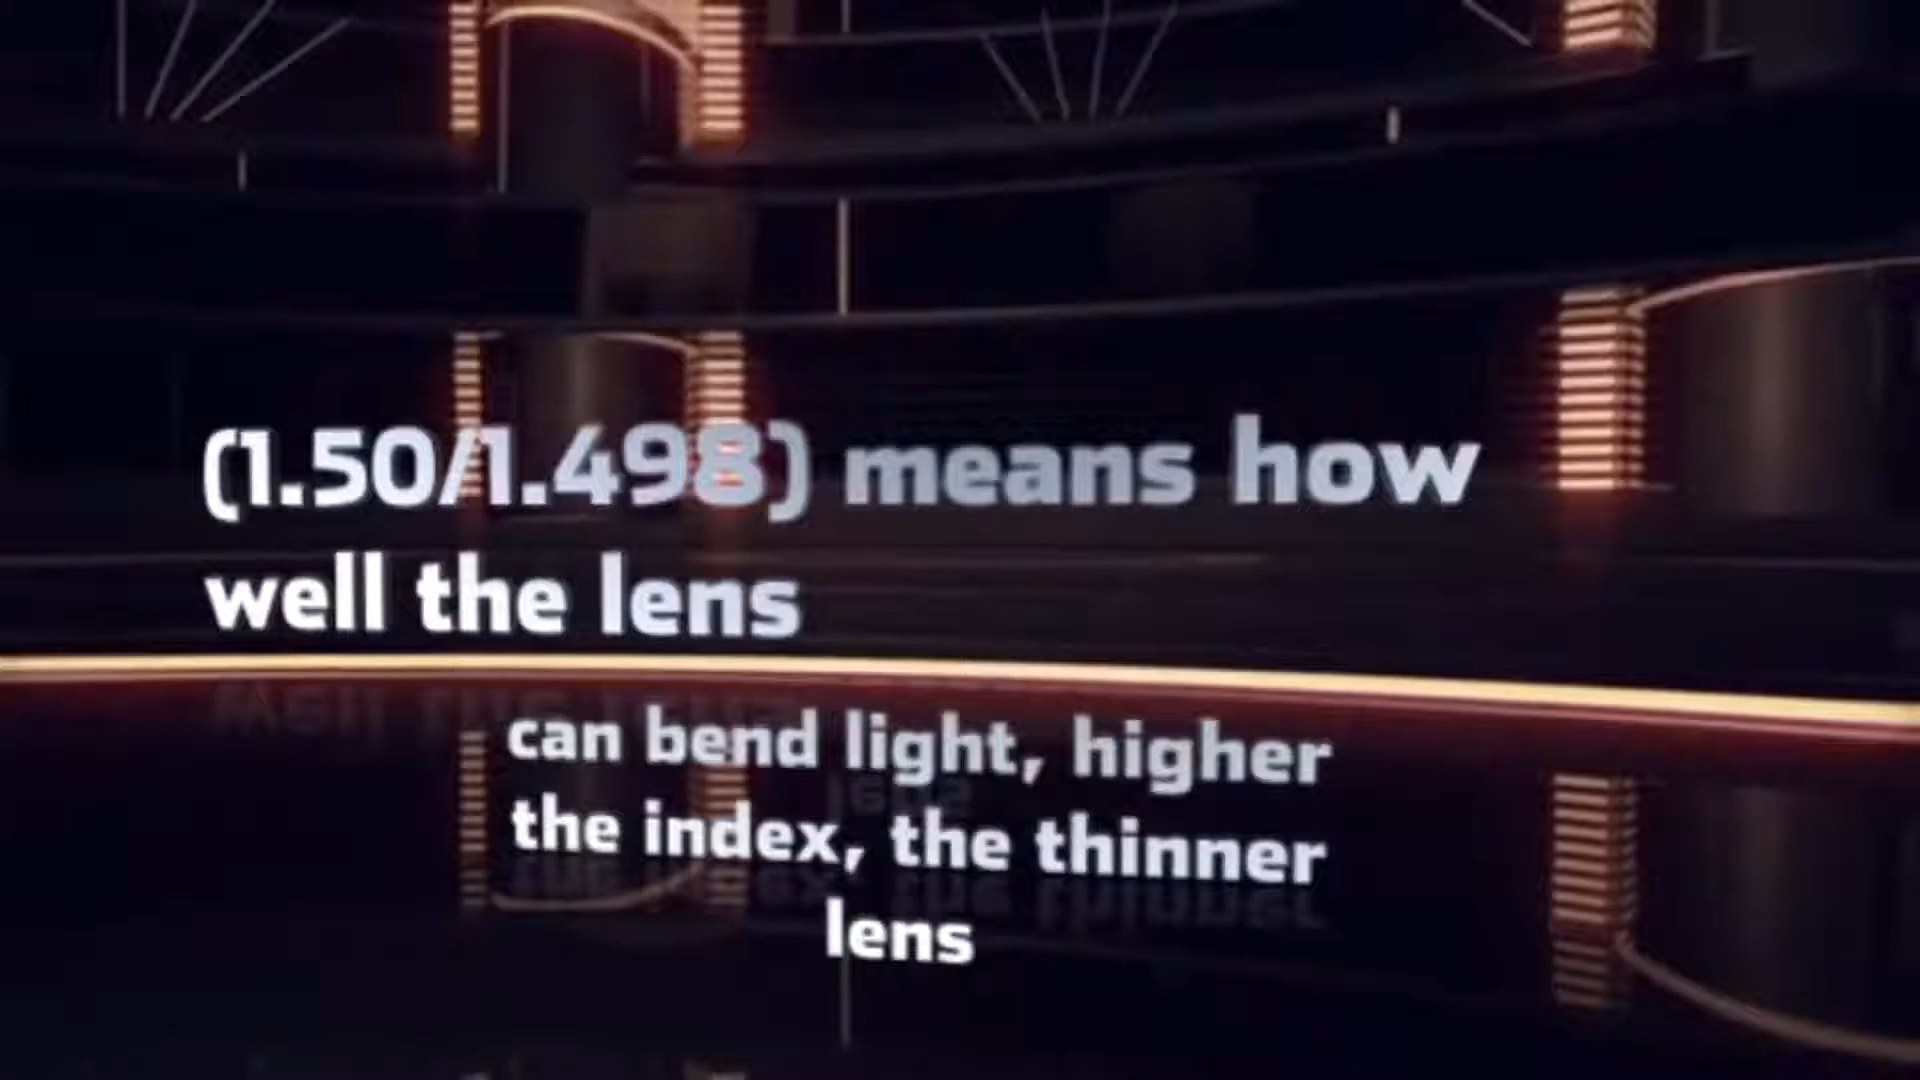 (1.50/1.498) means how
well the lens
can bend light, higher
the index, the thinner
lens